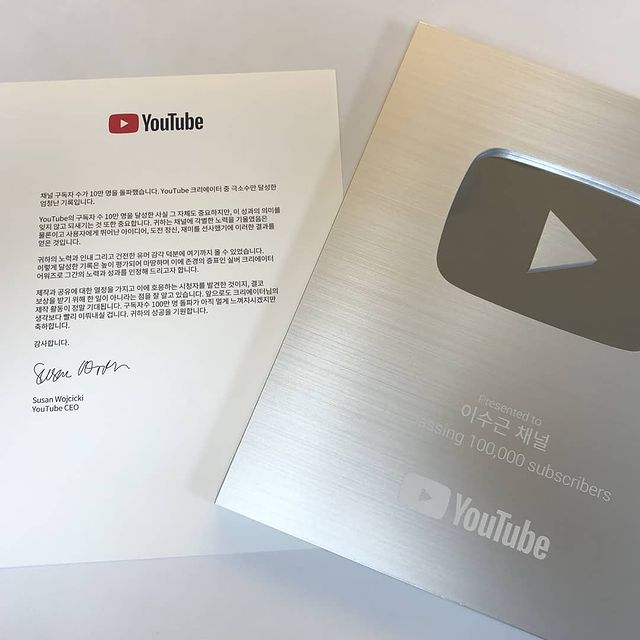 YouTube
채널 구독자 수가 10만 명을 돌파했습니다. YouTube 크리에이터 중 극소수만 달성한
엄청난 기록입니다.
YouTube의 구독자 수 10만 명을 달성한 사실 그 자체도 중요하지만, 이 성과의 의미를
잊지 않고 되새기는 것 또한 중요합니다. 귀하는 채널에 각별한 노력을 기울였음은
물론이고 사용자에게 뛰어난 아이디어, 도전 정신, 재미를 선사했기에 이러한 결과를
얻은 것입니다.
귀하의 노력과 인내 그리고 건전한 유머 감각 덕분에 여기까지 올 수 있었습니다.
이렇게 달성한 기록은 높이 평가되어 마땅하며 이에 존경의 증표인 실버 크리에이터
어워즈로 그간의 노력과 성과를 인정해 드리고자 합니다.
제작과 공유에 대한 열정을 가지고 이에 호응하는 시청자를 발견한 것이지, 결코
보상을 받기 위해 한 일이 아니라는 점을 잘 알고 있습니다. 앞으로도 크리에이터님의
제작 활동이 정말 기대됩니다. 구독자수 100만 명 돌파가 아직 멀게 느껴지시겠지만
생각보다 빨리 이뤄내실 겁니다. 귀하의 성공을 기원합니다.
축하합니다.
감사합니다.
Susan Wojcicki
YouTube CEO
Presented to
이수근 채널
passing 100,000 subscribers
YouTube